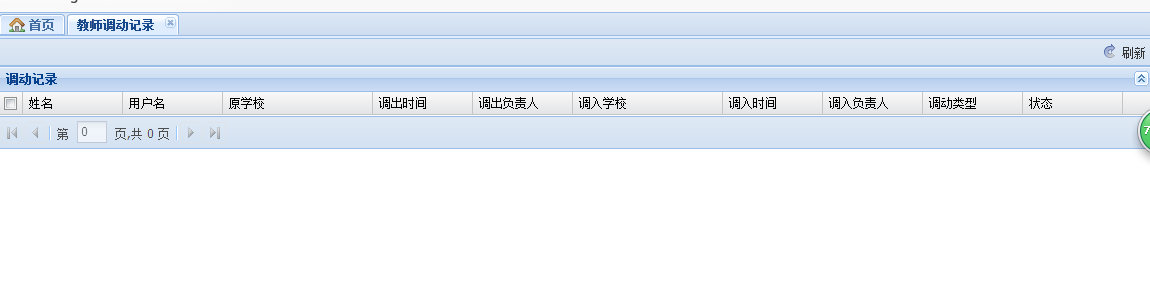 首页 教师调动记录
刷新
调动记录
姓名 用户名 原学校 调出时间 调出负责人 调入学校 调入时间 调入负责人 调动类型 状态
第 0 页,共 0 页